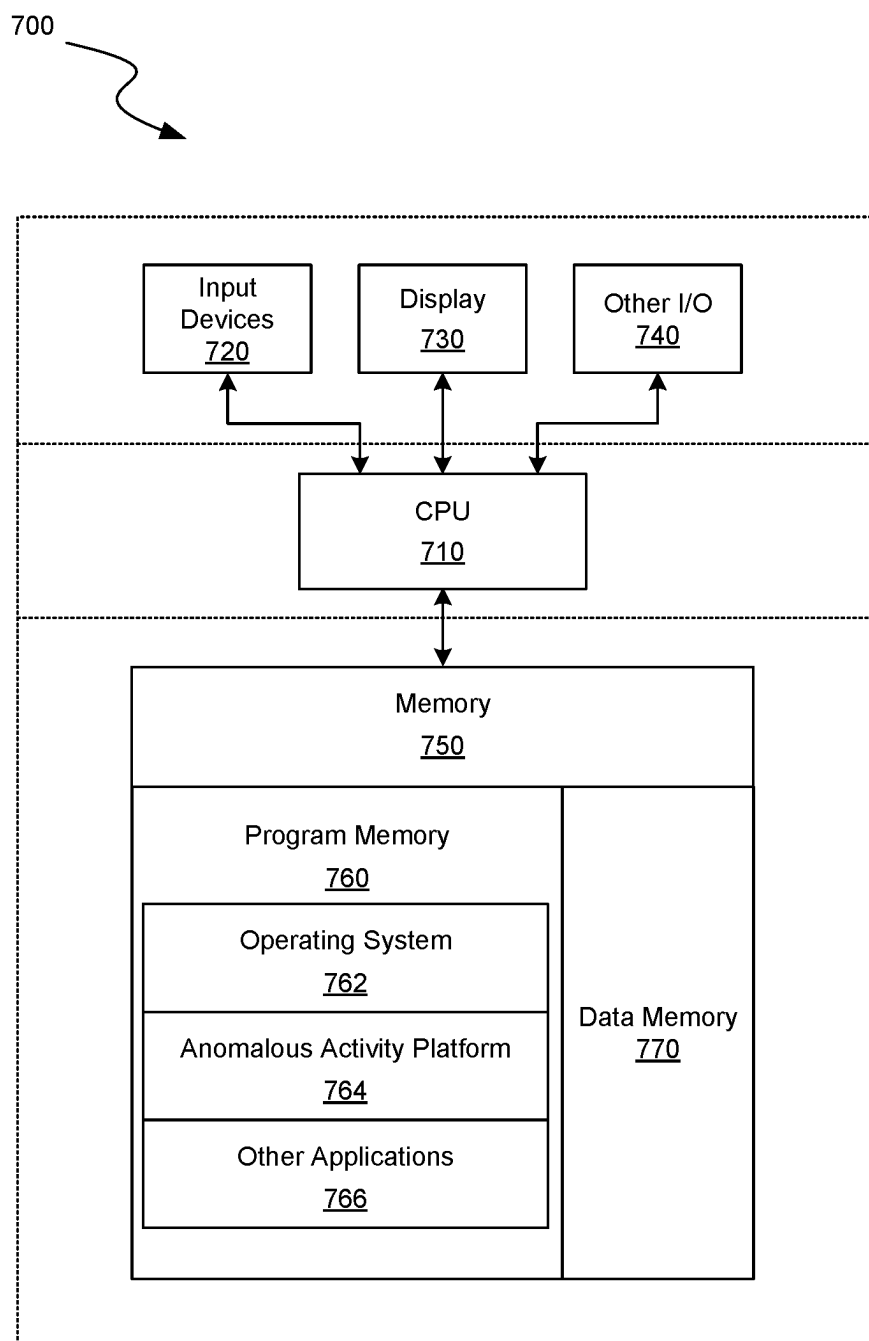 700
Input
Devices
720
Display
730
Other I/O
740
CPU
710
Memory
750
Program Memory
760
Operating System
762
Anomalous Activity Platform
764
Other Applications
766
Data Memory
770